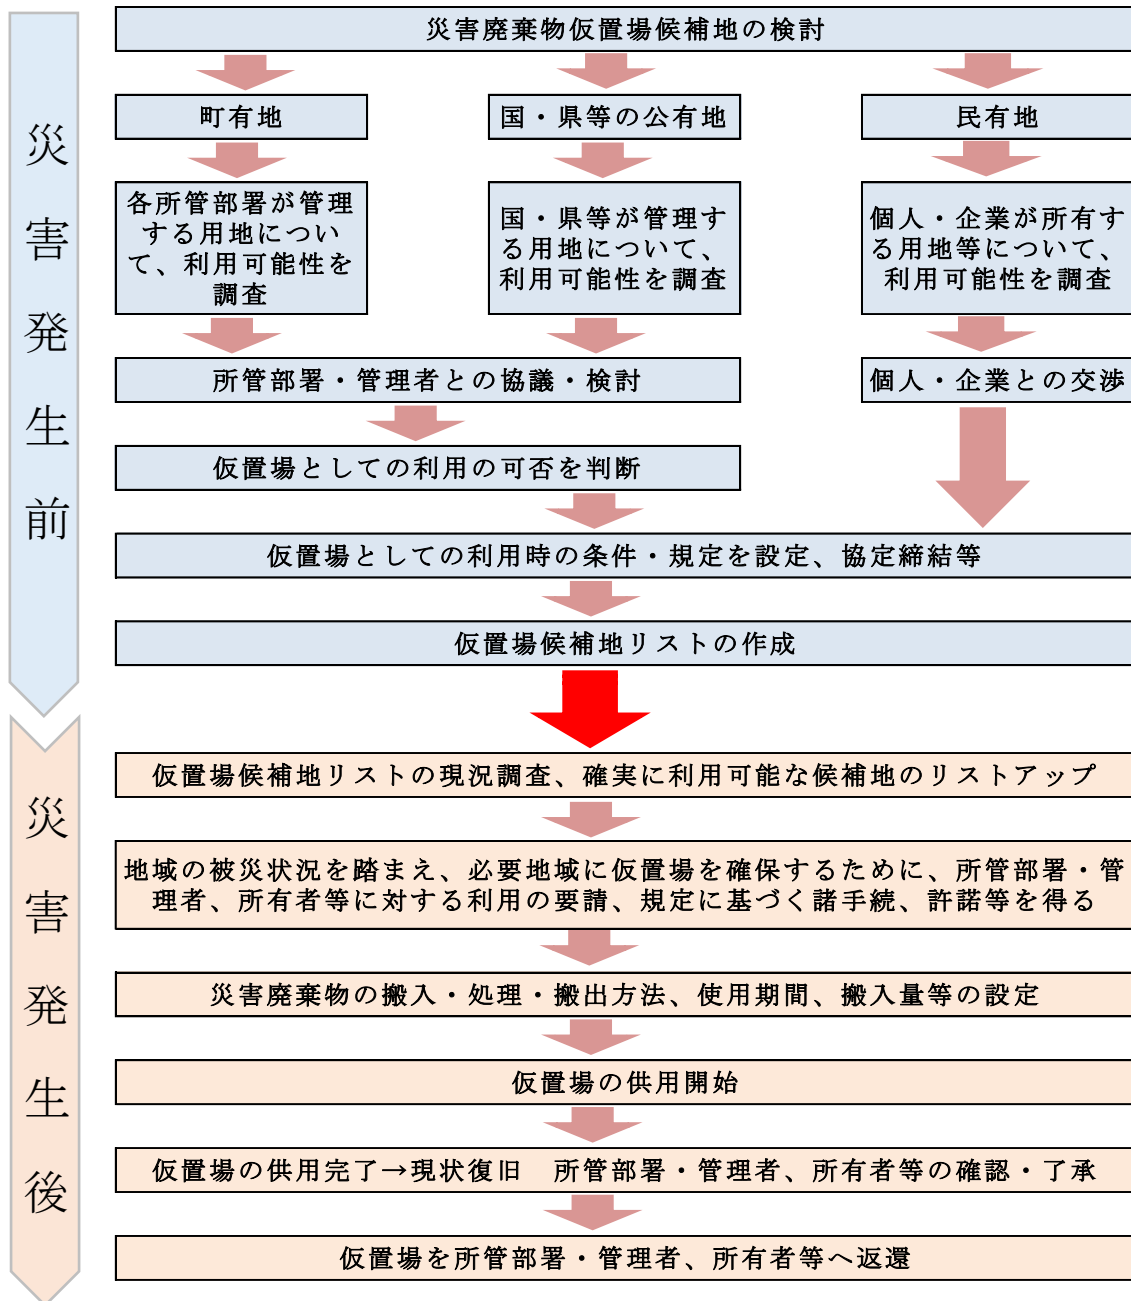 災害発生前
災害廃棄物仮置場候補地の検討
町有地
国・県等の公有地
民有地
各所管部署が管理
する用地につい
て、利用可能性を
調査
国・県等が管理す
る用地について、
利用可能性を調査
個人・企業が所有す
る用地等について、
利用可能性を調査
所管部署・管理者との協議・検討
個人・企業との交渉
仮置場としての利用の可否を判断
仮置場としての利用時の条件・規定を設定、協定締結等
仮置場候補地リストの作成
災害発生後
仮置場候補地リストの現況調査、確実に利用可能な候補地のリストアップ
地域の被災状況を踏まえ、必要地域に仮置場を確保するために、所管部署・管
理者、所有者等に対する利用の要請、規定に基づく諸手続、許諾等を得る
災害廃棄物の搬入・処理・搬出方法、使用期間、搬入量等の設定
仮置場の供用開始
仮置場の供用完了→現状復旧　所管部署・管理者、所有者等の確認・了承
仮置場を所管部署・管理者、所有者等へ返還